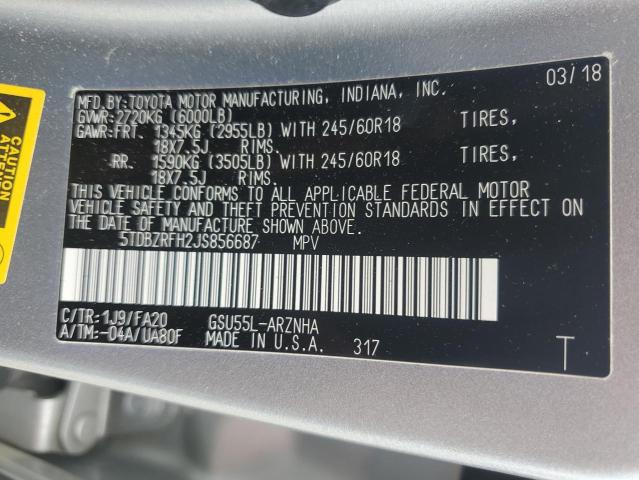 CAUTION
ATTENTION
MFD.BY:TOYOTA MOTOR MANUFACTURING, INDIANA, INC. 03/18
GVWR:2720KG (6000LB)
GAWR:FRT. 1345KG (2955LB) WITH 245/60R18 TIRES,
18X7.5J RIMS.
RR. 1590KG (3505LB) WITH 245/60R18 TIRES,
18X7.5J RIMS.
THIS VEHICLE CONFORMS TO ALL APPLICABLE FEDERAL MOTOR
VEHICLE SAFETY AND THEFT PREVENTION STANDARDS IN EFFECT ON
THE DATE OF MANUFACTURE SHOWN ABOVE.
5TDBZRFH2JS856687 MPV
C/TR:1J9/FA20 GSU55L-ARZNHA
A/TM:-04A/UA80F MADE IN U.S.A. 317 T